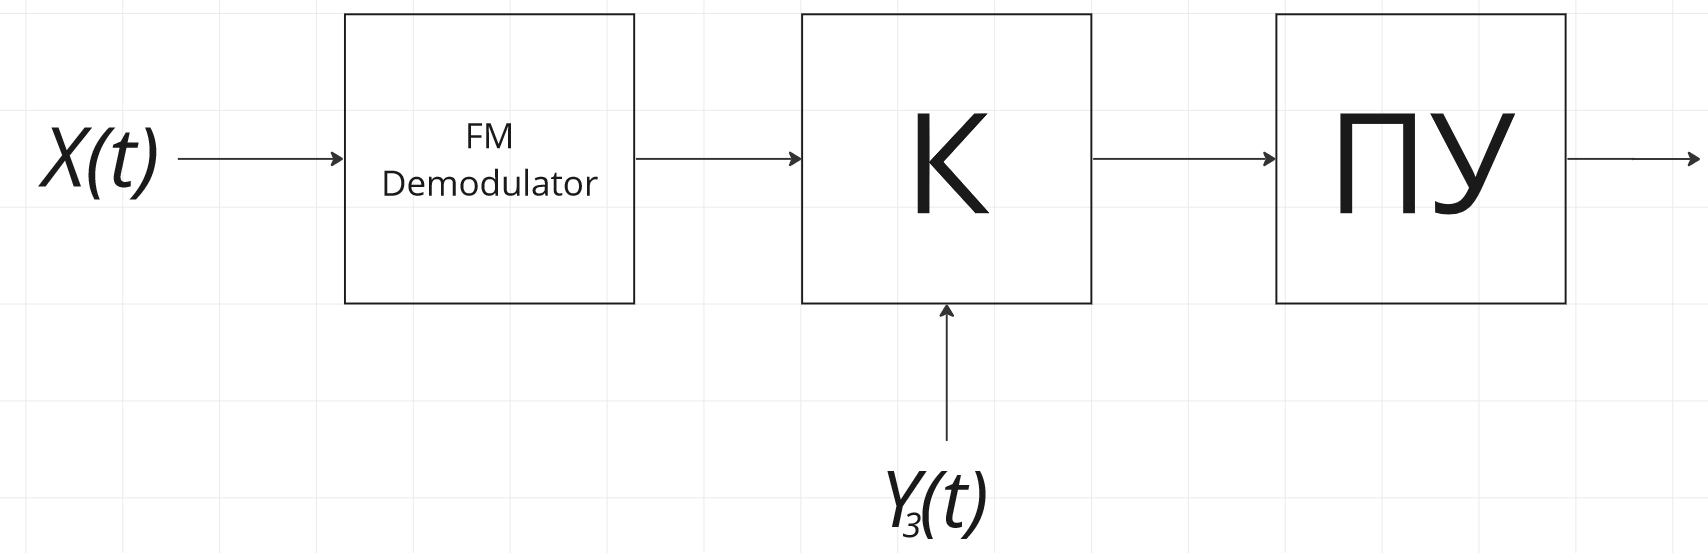 X(t)
FM
Demodulator
К
ПУ
Y₃(t)